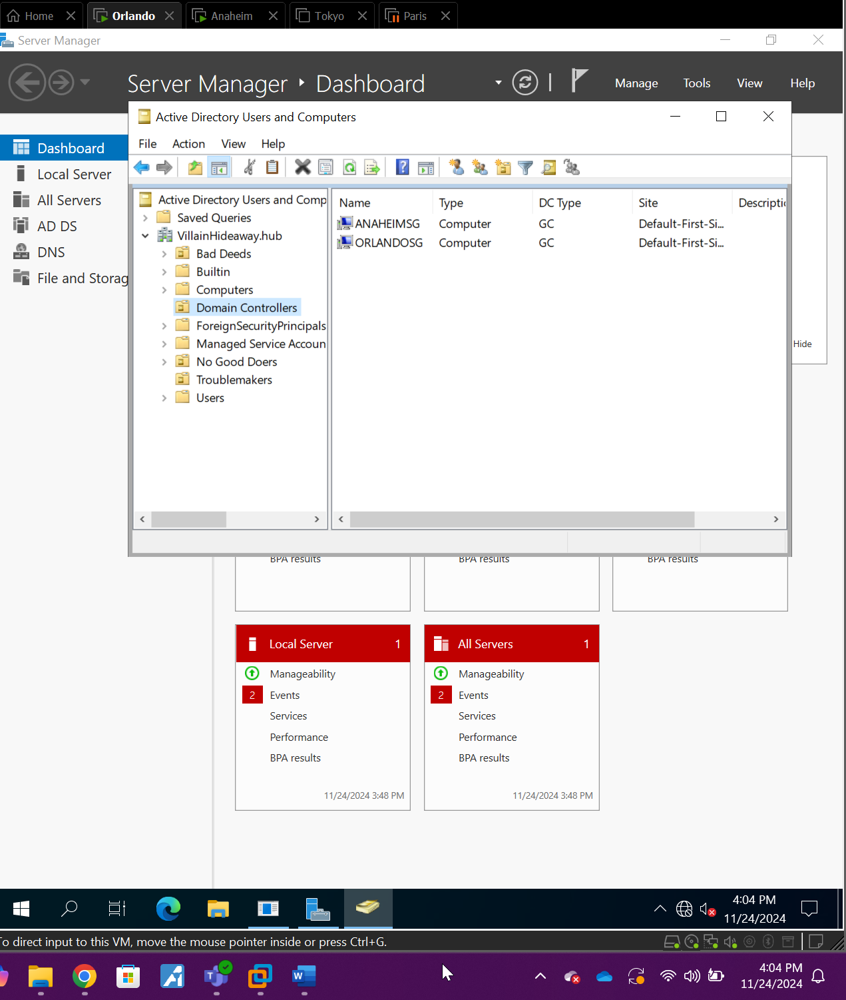 Home Orlando Anaheim Tokyo Paris
Server Manager
Server Manager Dashboard Manage Tools View Help
Active Directory Users and Computers
File Action View Help
Dashboard
Local Server
All Servers
AD DS
DNS
File and Storag
Active Directory Users and Comp
Saved Queries
VillainHideaway.hub
Bad Deeds
Builtin
Computers
Domain Controllers
ForeignSecurityPrincipals
Managed Service Accoun
No Good Doers
Troublemakers
Users
Name Type DC Type Site Descripti
ANAHEIMSG Computer GC Default-First-Si...
ORLANDOSG Computer GC Default-First-Si...
Hide
BPA results BPA results BPA results
Local Server 1
Manageability
2 Events
Services
Performance
BPA results
11/24/2024 3:48 PM
All Servers 1
Manageability
2 Events
Services
Performance
BPA results
11/24/2024 3:48 PM
4:04 PM
11/24/2024
To direct input to this VM, move the mouse pointer inside or press Ctrl+G.
4:04 PM
11/24/2024